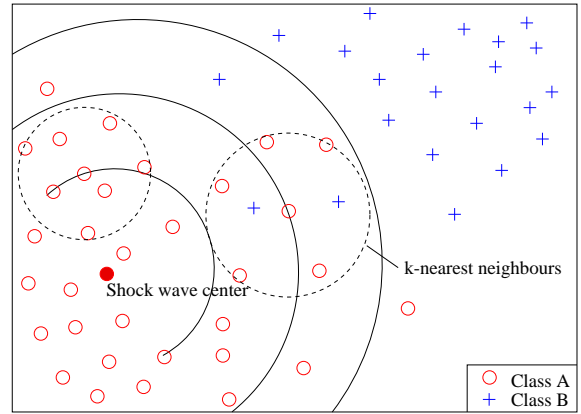 k-nearest neighbours
Shock wave center
Class A
Class B